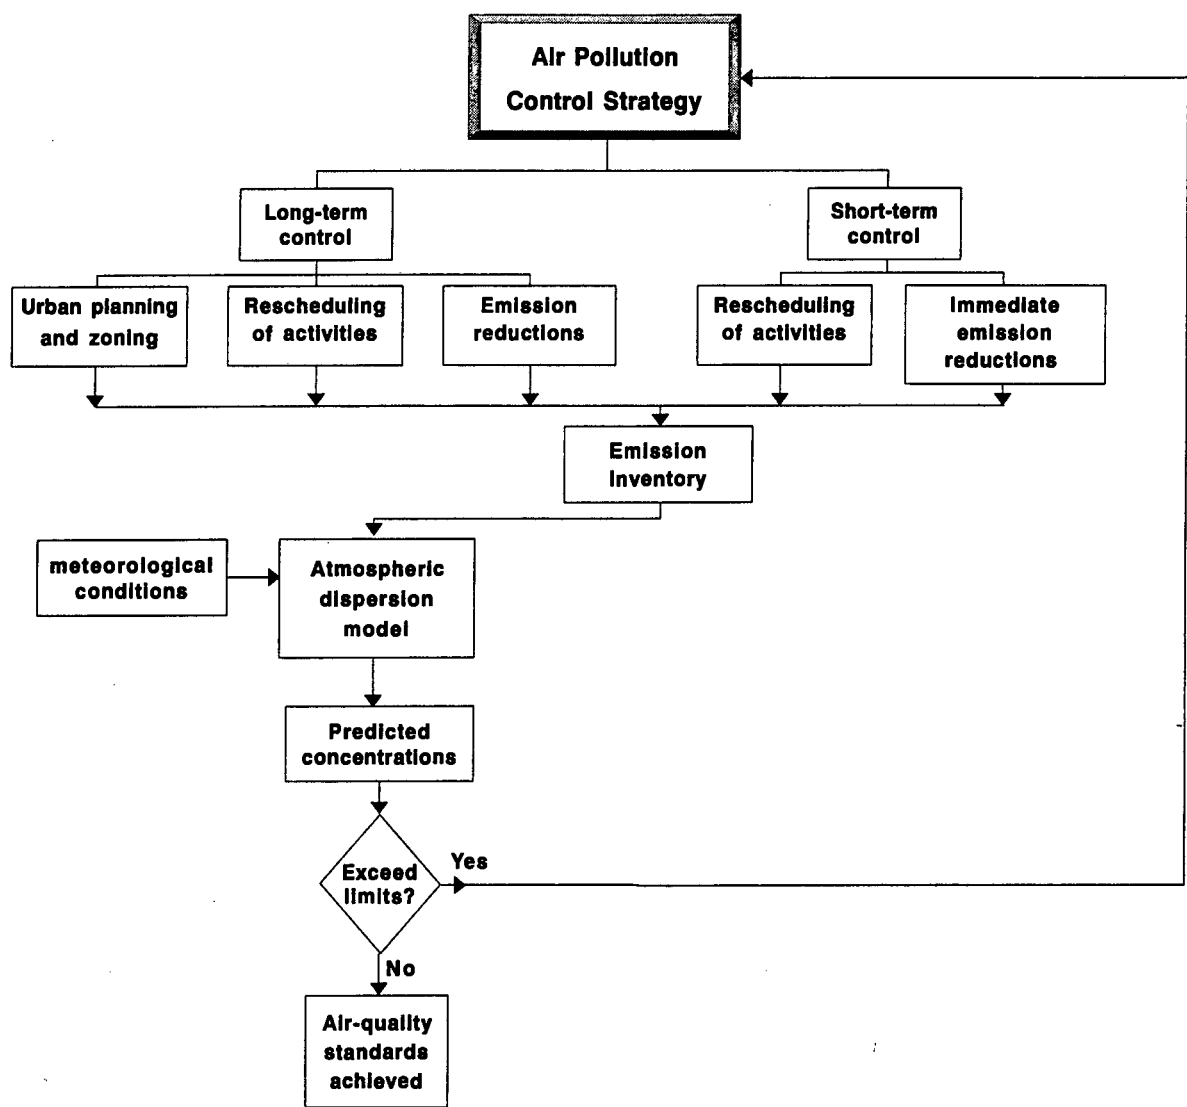 Air Pollution
Control Strategy
Long-term
control
Short-term
control
Urban planning
and zoning
Rescheduling
of activities
Emission
reductions
Rescheduling
of activities
Immediate
emission
reductions
Emission
inventory
meteorological
conditions
Atmospheric
dispersion
model
Predicted
concentrations
Exceed
limits?
Yes
No
Air-quality
standards
achieved